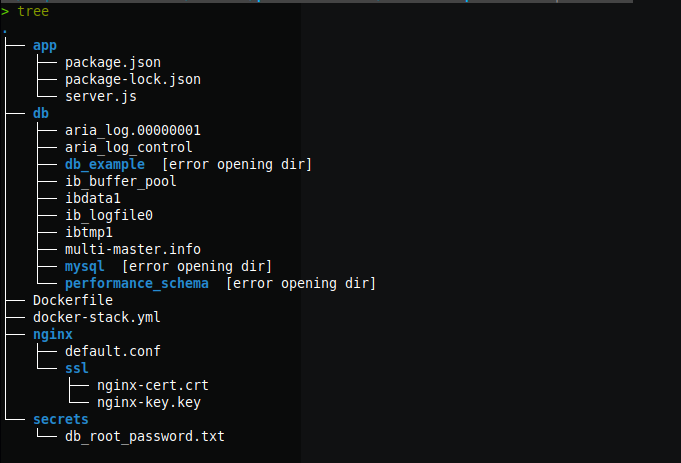 > tree
.
├── app
│   ├── package.json
│   ├── package-lock.json
│   └── server.js
├── db
│   ├── aria_log.00000001
│   ├── aria_log_control
│   ├── db_example  [error opening dir]
│   ├── ib_buffer_pool
│   ├── ibdata1
│   ├── ib_logfile0
│   ├── ibtmp1
│   ├── multi-master.info
│   ├── mysql  [error opening dir]
│   └── performance_schema  [error opening dir]
├── Dockerfile
├── docker-stack.yml
├── nginx
│   ├── default.conf
│   └── ssl
│       ├── nginx-cert.crt
│       └── nginx-key.key
└── secrets
    └── db_root_password.txt